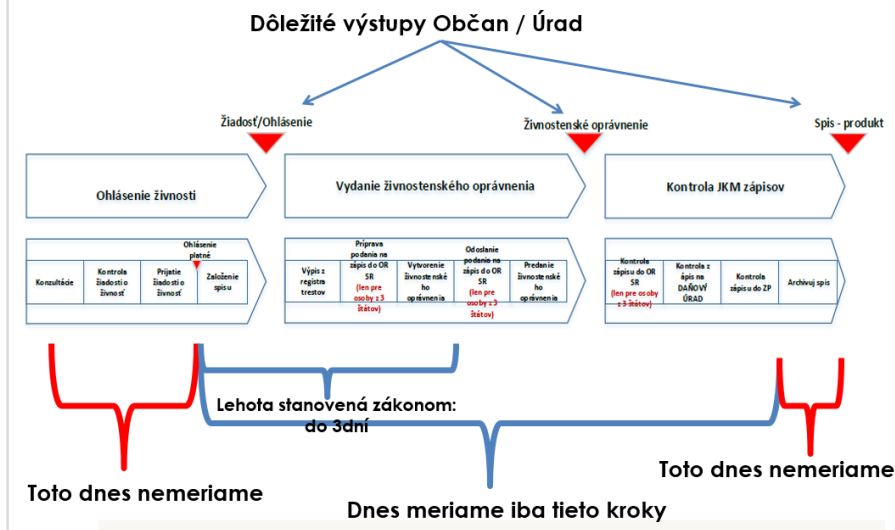 Dôležité výstupy Občan / Úrad
Žiadosť/Ohlásenie
Živnostenské oprávnenie
Spis - produkt
Ohlásenie živnosti
Vydanie živnostenského oprávnenia
Kontrola JKM zápisov
Ohlásenie
platné
Konzultácie
Kontrola
žiadosti o
živnosť
Prijatie
žiadosti o
živnosť
Založenie
spisu
Výpis z
registra
trestov
Príprava
podania na
zápis do OR
SR
(len pre
osoby z 3
štátov)
Vytvorenie
živnostenské
ho
oprávnenia
Odoslanie
podania na
zápis do OR
SR
(len pre
osoby z 3
štátov)
Predanie
živnostenské
ho
oprávnenia
Kontrola
zápisu do OR
SR
(len pre osoby
z 3 štátov)
Kontrola z
ápis na
DAŇOVÝ
ÚRAD
Kontrola
zápisu do ZP
Archivuj spis
Lehota stanovená zákonom:
do 3dní
Toto dnes nemeriame
Toto dnes nemeriame
Dnes meriame iba tieto kroky